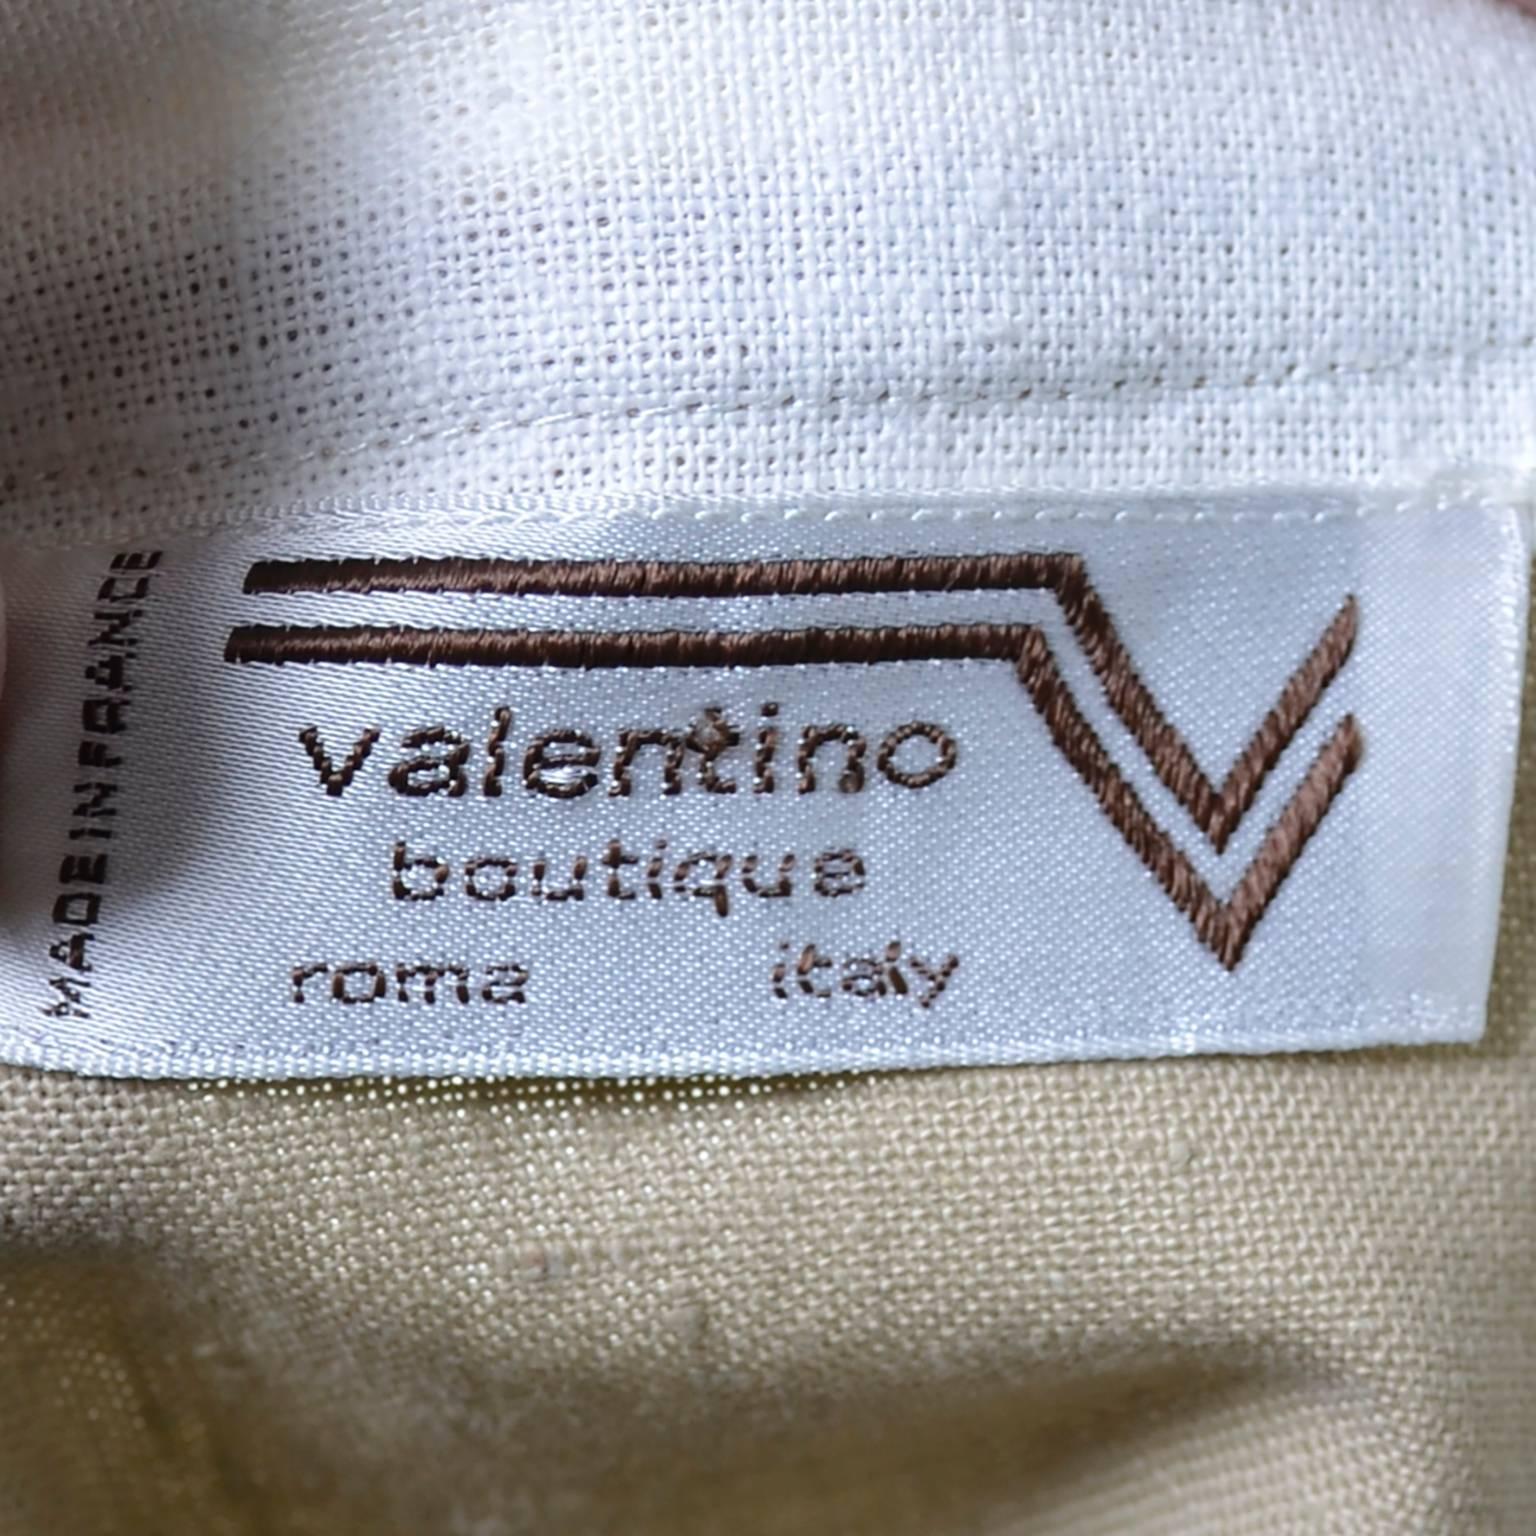 MADE IN FRANCE
valentino
boutique
roma italy